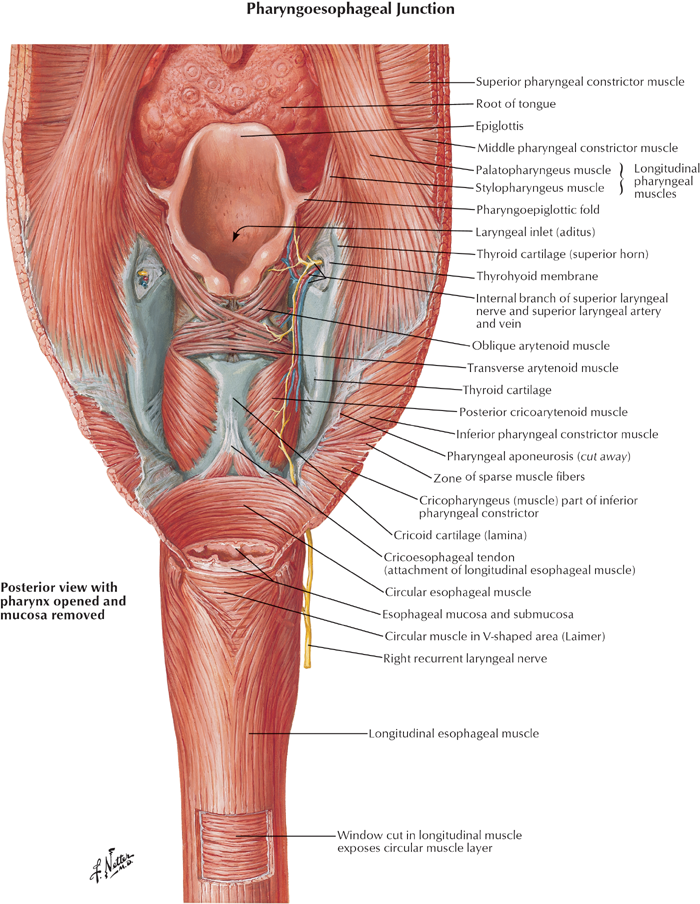 Pharyngoesophageal Junction
Superior pharyngeal constrictor muscle
Root of tongue
Epiglottis
Middle pharyngeal constrictor muscle
Palatopharyngeus muscle
Stylopharyngeus muscle
Longitudinal
pharyngeal
muscles
Pharyngoepiglottic fold
Laryngeal inlet (aditus)
Thyroid cartilage (superior horn)
Thyrohyoid membrane
Internal branch of superior laryngeal
nerve and superior laryngeal artery
and vein
Oblique arytenoid muscle
Transverse arytenoid muscle
Thyroid cartilage
Posterior cricoarytenoid muscle
Inferior pharyngeal constrictor muscle
Pharyngeal aponeurosis (cut away)
Zone of sparse muscle fibers
Cricopharyngeus (muscle) part of inferior
pharyngeal constrictor
Cricoid cartilage (lamina)
Cricoesophageal tendon
(attachment of longitudinal esophageal muscle)
Circular esophageal muscle
Esophageal mucosa and submucosa
Circular muscle in V-shaped area (Laimer)
Right recurrent laryngeal nerve
Posterior view with
pharynx opened and
mucosa removed
Longitudinal esophageal muscle
Window cut in longitudinal muscle
exposes circular muscle layer
F. Netter
M.D.